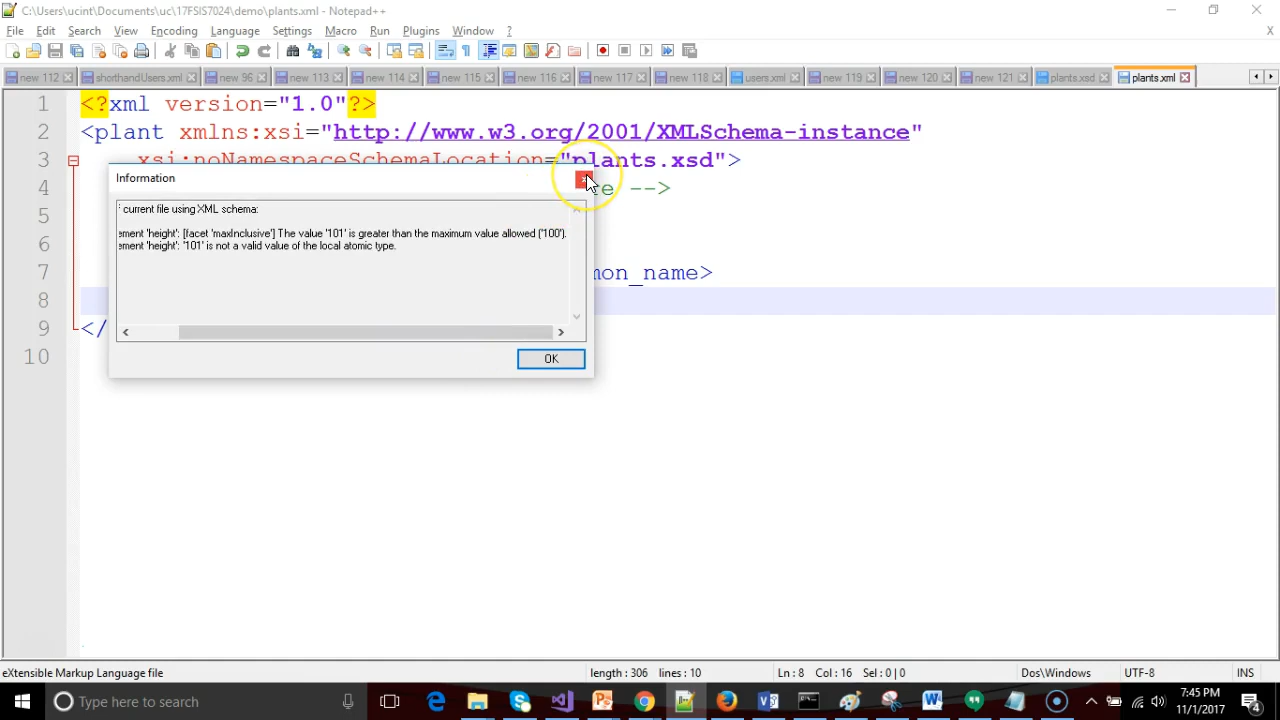 C:\Users\ucint\Documents\uc\17FSIS7024\demo\plants.xml - Notepad++
File Edit Search View Encoding Language Settings Macro Run Plugins Window ? X
new 112 shorthandUsers.xml new 96 new 113 new 114 new 115 new 116 new 117 new 118 users.xml new 119 new 120 new 121 plants.xsd plants.xml
1 <?xml version="1.0"?>
2 <plant xmlns:xsi="http://www.w3.org/2001/XMLSchema-instance"
3 xsi:noNamespaceSchemaLocation="plants.xsd">
4 -->
5
6
7 mon_name>
8
9 </
10
Information
current file using XML schema:
ement 'height': [facet 'maxInclusive'] The value '101' is greater than the maximum value allowed ('100').
ement 'height': '101' is not a valid value of the local atomic type.
OK
eXtensible Markup Language file length : 306 lines : 10 Ln : 8 Col : 16 Sel : 0 | 0 Dos\Windows UTF-8 INS
Type here to search
7:45 PM
11/1/2017
4